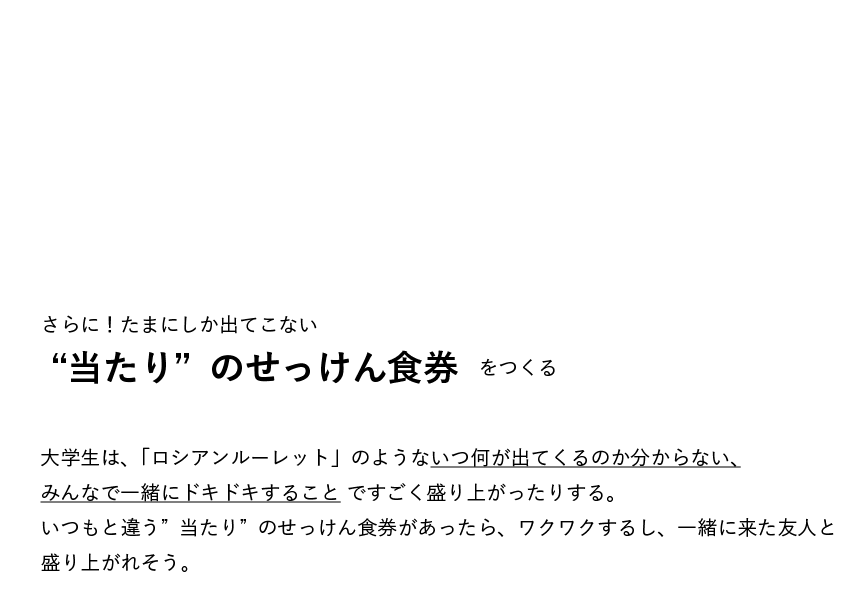 さらに！たまにしか出てこない
“当たり”のせっけん食券 をつくる
大学生は、「ロシアンルーレット」のようないつ何が出てくるのか分からない、
みんなで一緒にドキドキすること ですごく盛り上がったりする。
いつもと違う”当たり”のせっけん食券があったら、ワクワクするし、一緒に来た友人と
盛り上がれそう。